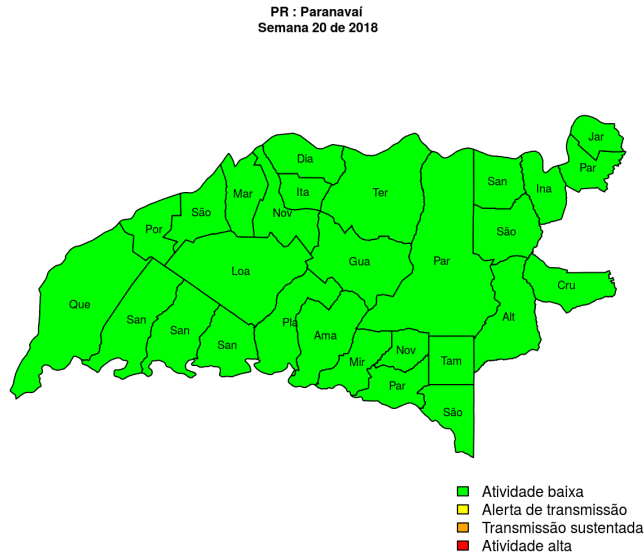 PR : Paranavaí
Semana 20 de 2018
Jar
Par
Dia
San
Ina
Ita
Ter
Mar
São
Nov
Por
São
Par
Gua
Loa
Cru
Que
Alt
San
San
Pla
Ama
San
Nov
Mir
Tam
Par
São
Atividade baixa
Alerta de transmissão
Transmissão sustentada
Atividade alta